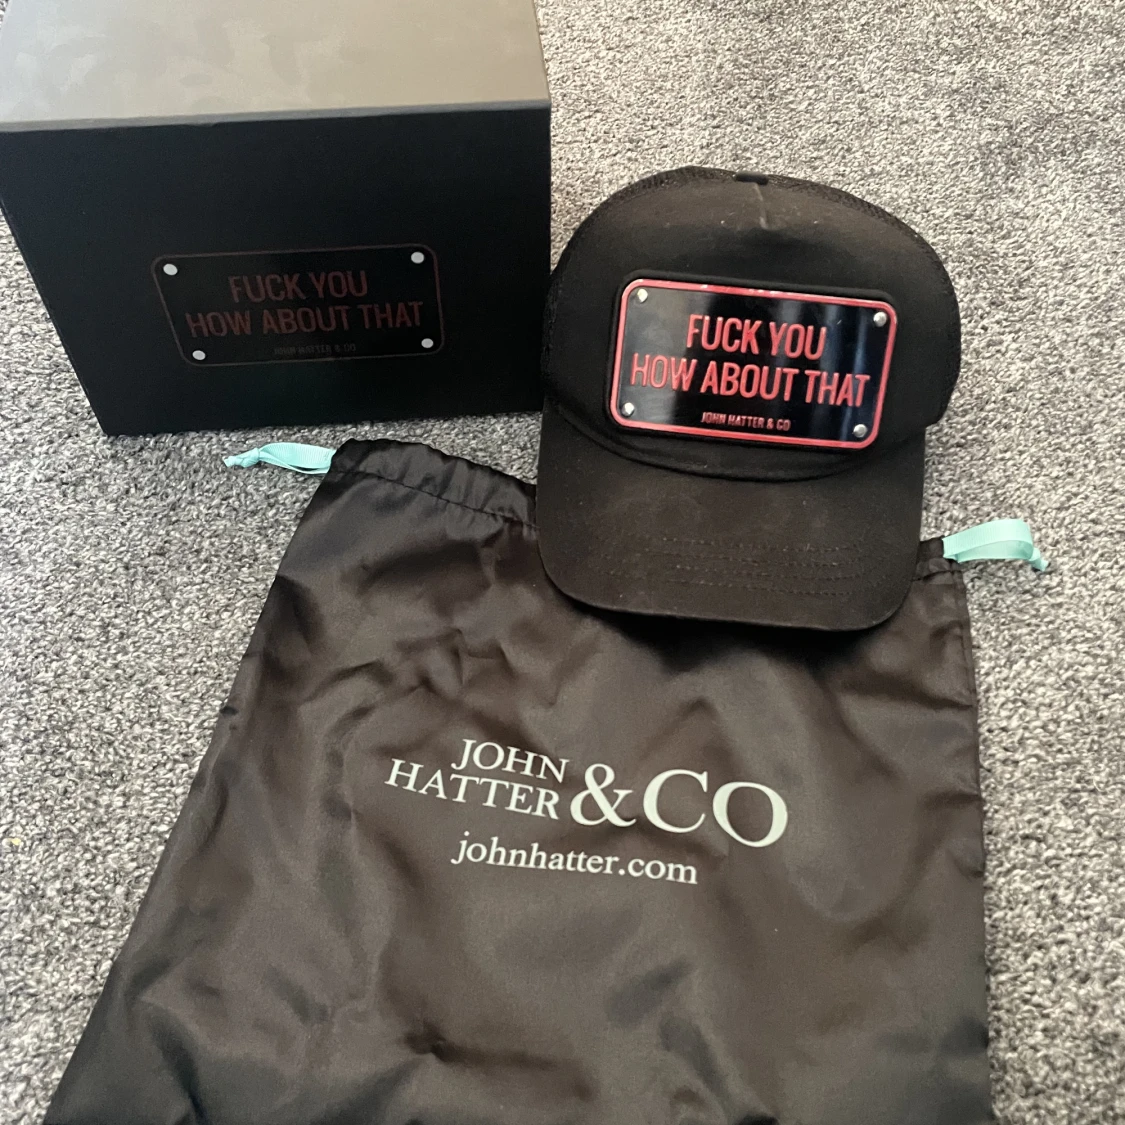 FUCK YOU
HOW ABOUT THAT
JOHN HATTER & CO
FUCK YOU
HOW ABOUT THAT
JOHN HATTER & CO
JOHN
HATTER &CO
johnhatter.com